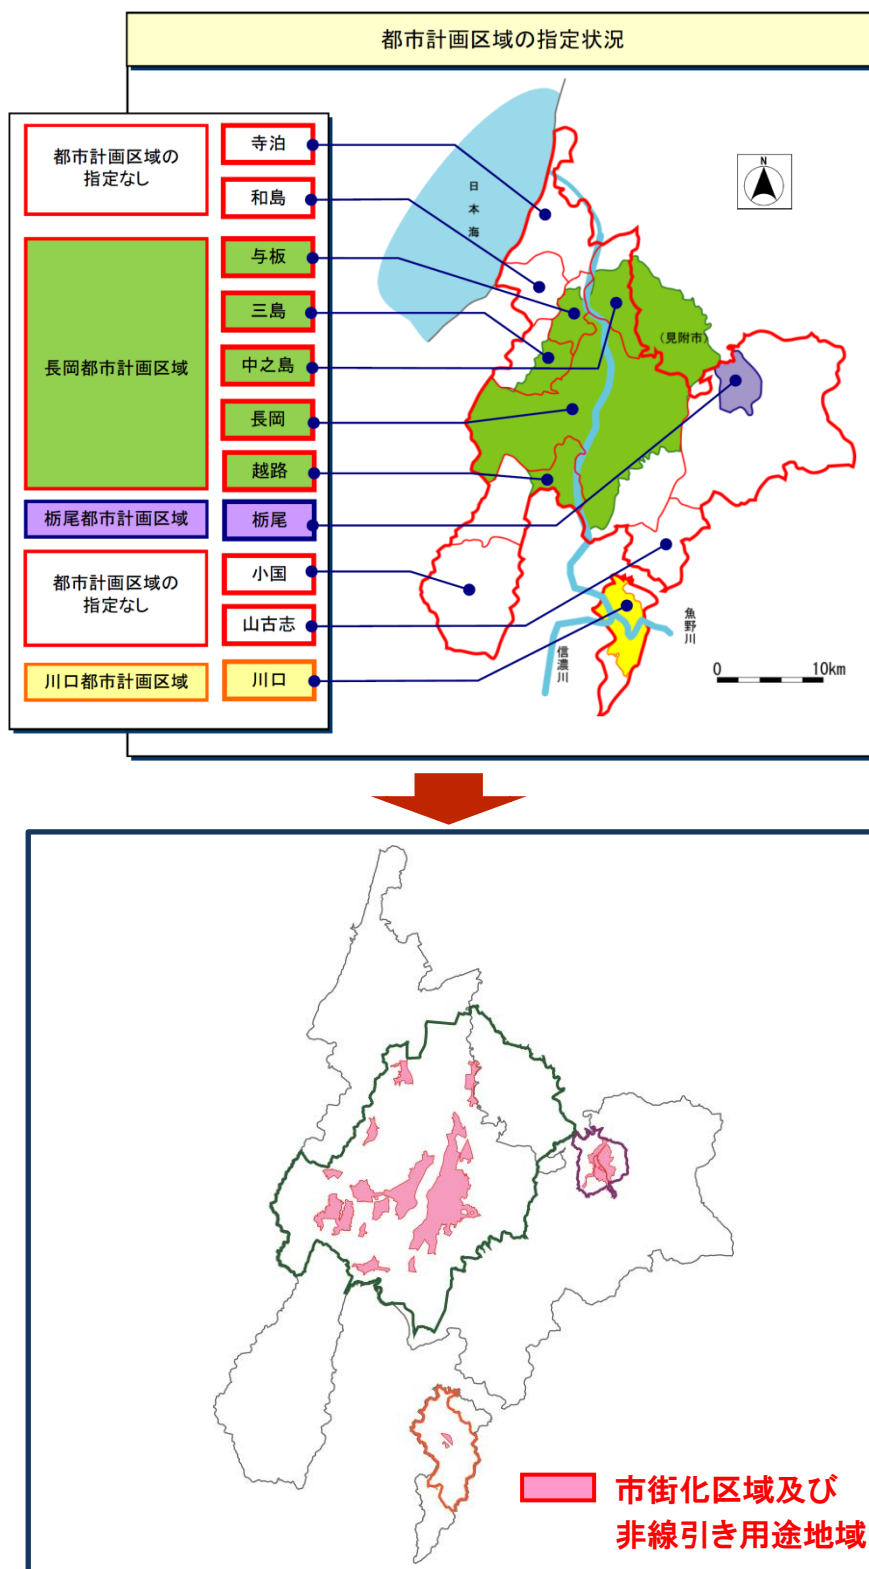 都市計画区域の指定状況
都市計画区域の
指定なし
寺泊
和島
長岡都市計画区域
与板
三島
中之島
長岡
越路
栃尾都市計画区域
栃尾
都市計画区域の
指定なし
小国
山古志
川口都市計画区域
川口
日本海
N
(見附市)
魚野川
信濃川
0 10km
市街化区域及び
非線引き用途地域